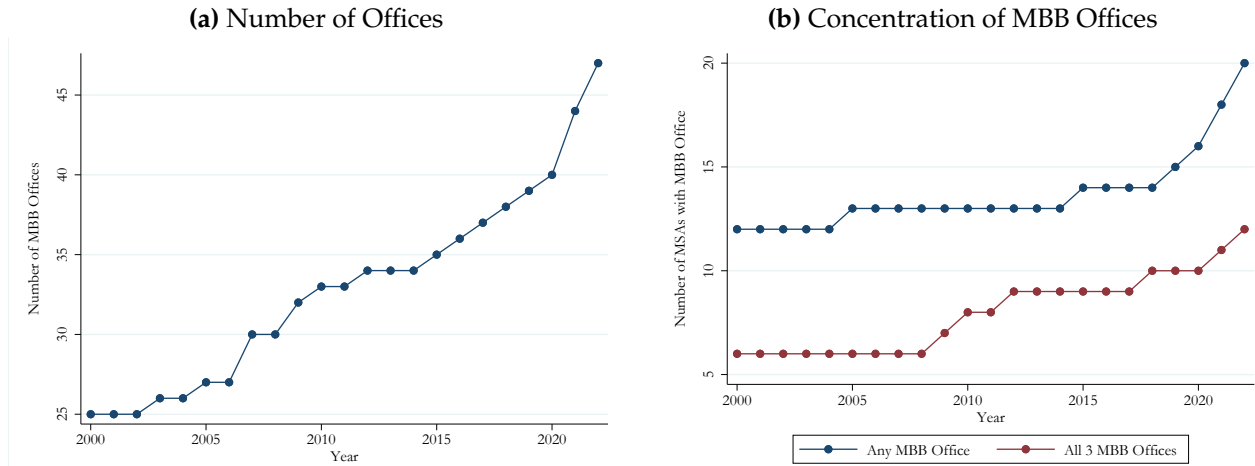 (a) Number of Offices
Number of MBB Offices
45
40
35
30
25
2000 2005 2010 2015 2020
Year
(b) Concentration of MBB Offices
Number of MSAs with MBB Office
20
15
10
5
2000 2005 2010 2015 2020
Year
Any MBB Office All 3 MBB Offices